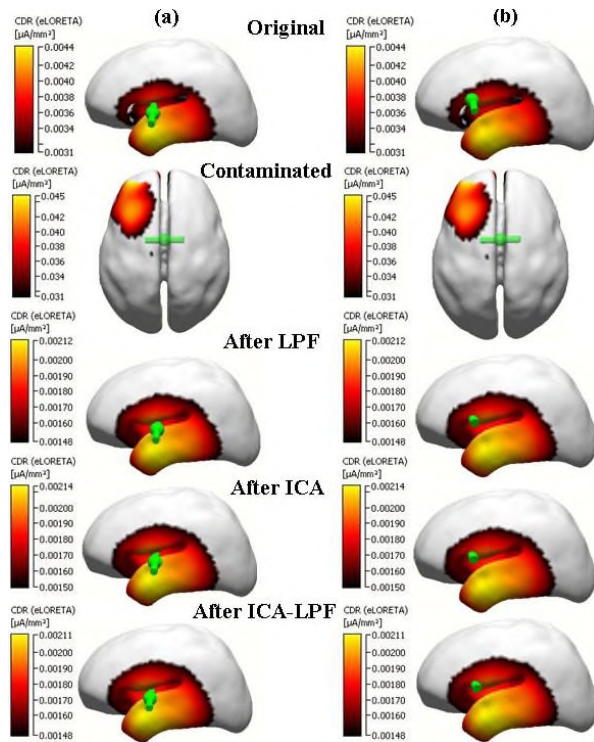 (a)
(b)
Original
CDR (eLORETA)
[µA/mm²]
0.0044
0.0040
0.0038
0.0036
0.0034
0.0031
CDR (eLORETA)
[µA/mm²]
0.0044
0.0040
0.0038
0.0036
0.0034
0.0031
Contaminated
CDR (eLORETA)
[µA/mm²]
0.045
0.040
0.038
0.036
0.034
0.031
CDR (eLORETA)
[µA/mm²]
0.045
0.040
0.038
0.036
0.034
0.031
After LPF
CDR (eLORETA)
[µA/mm²]
0.00212
0.00200
0.00190
0.00180
0.00170
0.00160
0.00148
CDR (eLORETA)
[µA/mm²]
0.00212
0.00200
0.00190
0.00180
0.00170
0.00160
0.00148
After ICA
CDR (eLORETA)
[µA/mm²]
0.00214
0.00200
0.00190
0.00180
0.00170
0.00160
0.00150
CDR (eLORETA)
[µA/mm²]
0.00214
0.00200
0.00190
0.00180
0.00170
0.00160
0.00150
After ICA-LPF
CDR (eLORETA)
[µA/mm²]
0.00211
0.00200
0.00190
0.00180
0.00170
0.00160
0.00148
CDR (eLORETA)
[µA/mm²]
0.00211
0.00200
0.00190
0.00180
0.00170
0.00160
0.00148